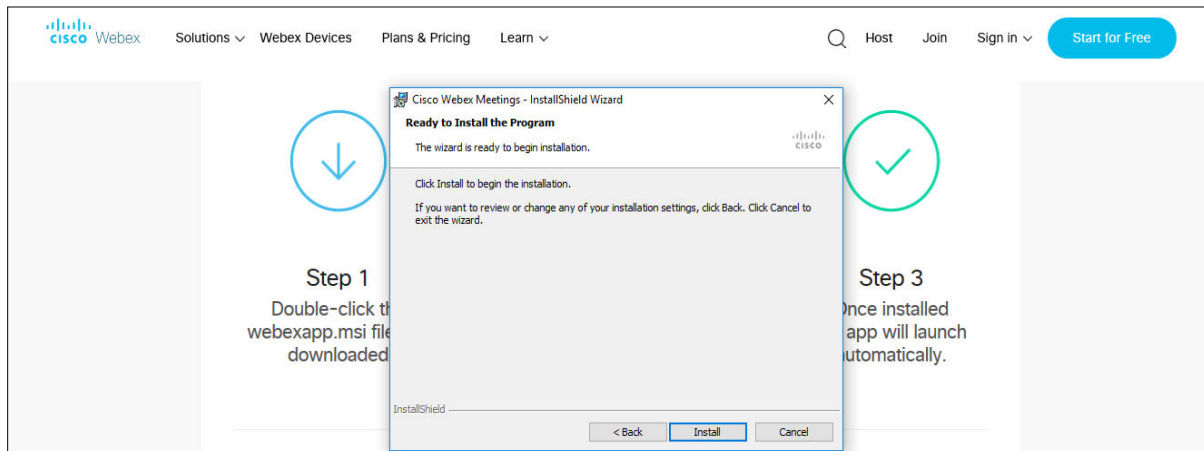 CISCO Webex Solutions Webex Devices Plans & Pricing Learn Host Join Sign in Start for Free
Cisco Webex Meetings - InstallShield Wizard
Ready to Install the Program
The wizard is ready to begin installation.
CISCO
Click Install to begin the installation.
If you want to review or change any of your installation settings, click Back. Click Cancel to
exit the wizard.
InstallShield
< Back Install Cancel
Step 1
Double-click
webexapp.msi file
downloaded
Step 3
installed
app will launch
automatically.